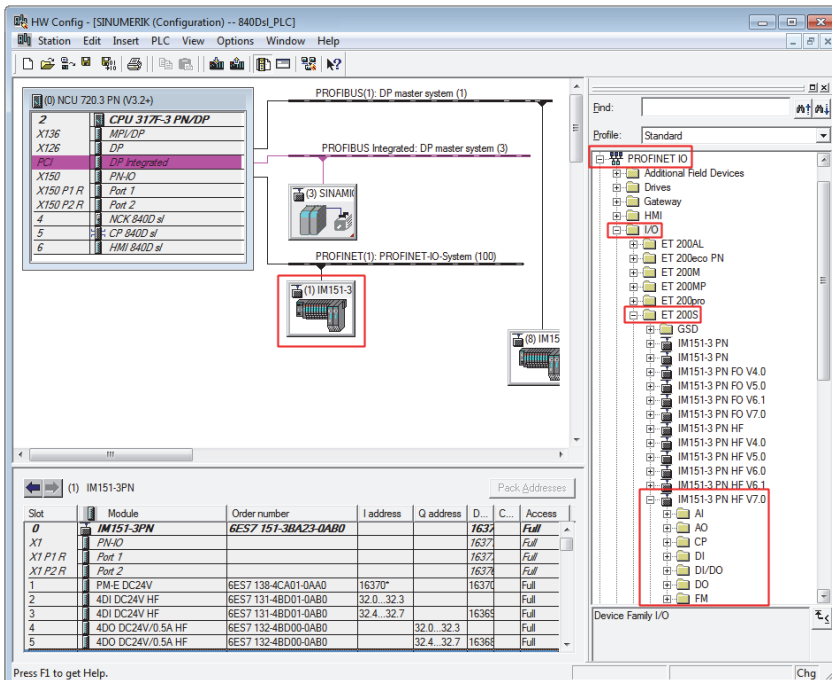 HW Config - [SINUMERIK (Configuration) -- 840Dsl_PLC]
Station Edit Insert PLC View Options Window Help
(0) NCU 720.3 PN (V3.2+)
2 CPU 317F-3 PN/DP
X136 MPI/DP
X126 DP
PCI DP Integrated
X150 PN-IO
X150 P1 R Port 1
X150 P2 R Port 2
4 NCK 840D sl
5 CP 840D sl
6 HMI 840D sl
PROFIBUS(1): DP master system (1)
PROFIBUS Integrated: DP master system (3)
(3) SINAMIC
PROFINET(1): PROFINET-IO-System (100)
(1) IM151-3
(8) IM15
Find:
Profile: Standard
PROFINET IO
Additional Field Devices
Drives
Gateway
HMI
I/O
ET 200AL
ET 200eco PN
ET 200M
ET 200MP
ET 200pro
ET 200S
GSD
IM151-3 PN
IM151-3 PN
IM151-3 PN FO V4.0
IM151-3 PN FO V5.0
IM151-3 PN FO V6.1
IM151-3 PN FO V7.0
IM151-3 PN HF
IM151-3 PN HF V4.0
IM151-3 PN HF V5.0
IM151-3 PN HF V6.0
IM151-3 PN HF V6.1
IM151-3 PN HF V7.0
AI
AO
CP
DI
DI/DO
DO
FM
(1) IM151-3PN
Pack Addresses
Slot Module Order number I address Q address D... C... Access
0 IM151-3PN 6ES7 151-3BA23-0AB0 1637 Full
X1 PN-IO 1637 Full
X1 P1 R Port 1 1637 Full
X1 P2 R Port 2 1637 Full
1 PM-E DC24V 6ES7 138-4CA01-0AA0 16370* 16370 Full
2 4DI DC24V HF 6ES7 131-4BD01-0AB0 32.0...32.3 Full
3 4DI DC24V HF 6ES7 131-4BD01-0AB0 32.4...32.7 16369 Full
4 4DO DC24V/0.5A HF 6ES7 132-4BD00-0AB0 32.0...32.3 Full
5 4DO DC24V/0.5A HF 6ES7 132-4BD00-0AB0 32.4...32.7 16368 Full
Device Family I/O
Press F1 to get Help.
Chg